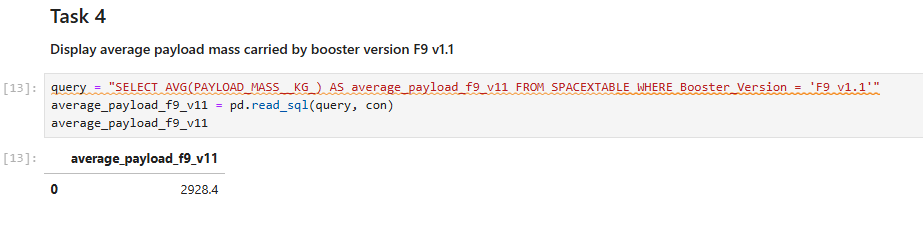 Task 4
Display average payload mass carried by booster version F9 v1.1
[13]: query = "SELECT AVG(PAYLOAD_MASS__KG_) AS average_payload_f9_v11 FROM SPACEXTABLE WHERE Booster_Version = 'F9 v1.1'"
average_payload_f9_v11 = pd.read_sql(query, con)
average_payload_f9_v11
[13]: average_payload_f9_v11
0 2928.4